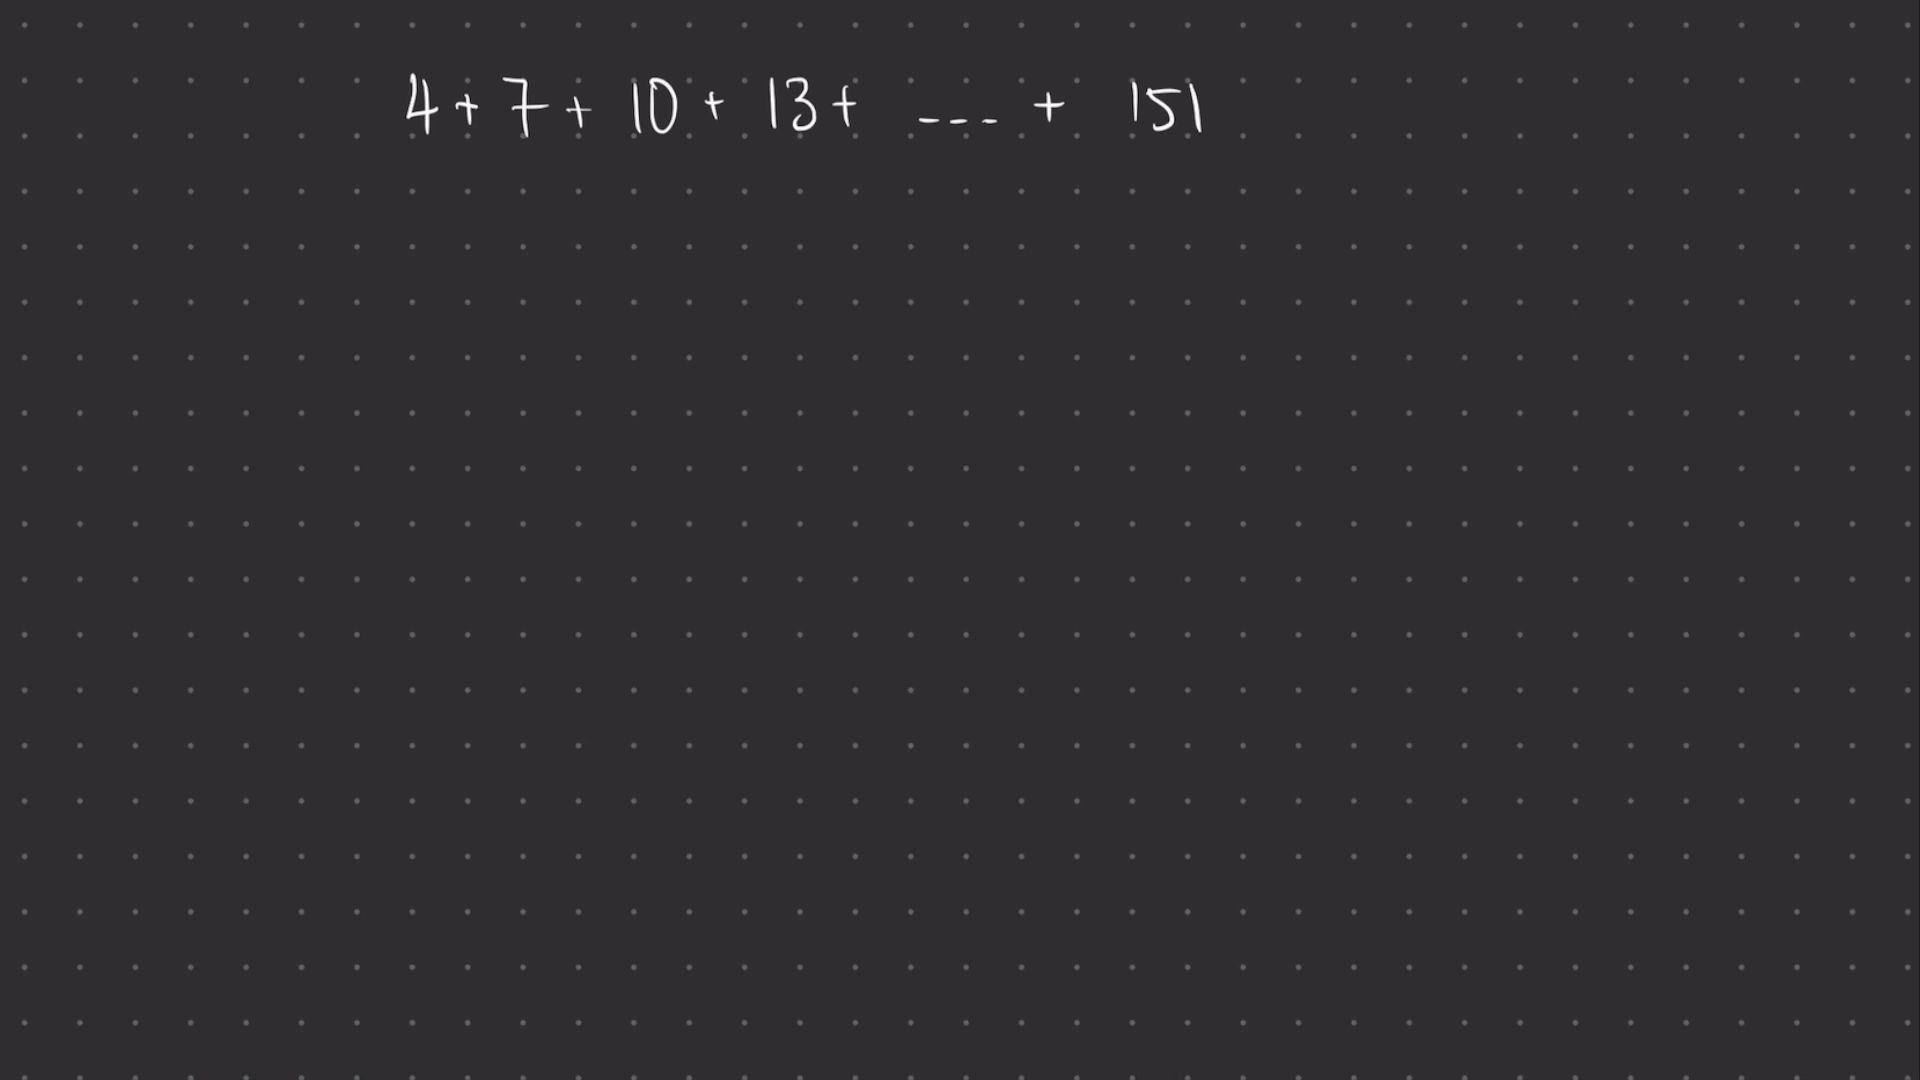 4 + 7 + 10 + 13 + --- + 151